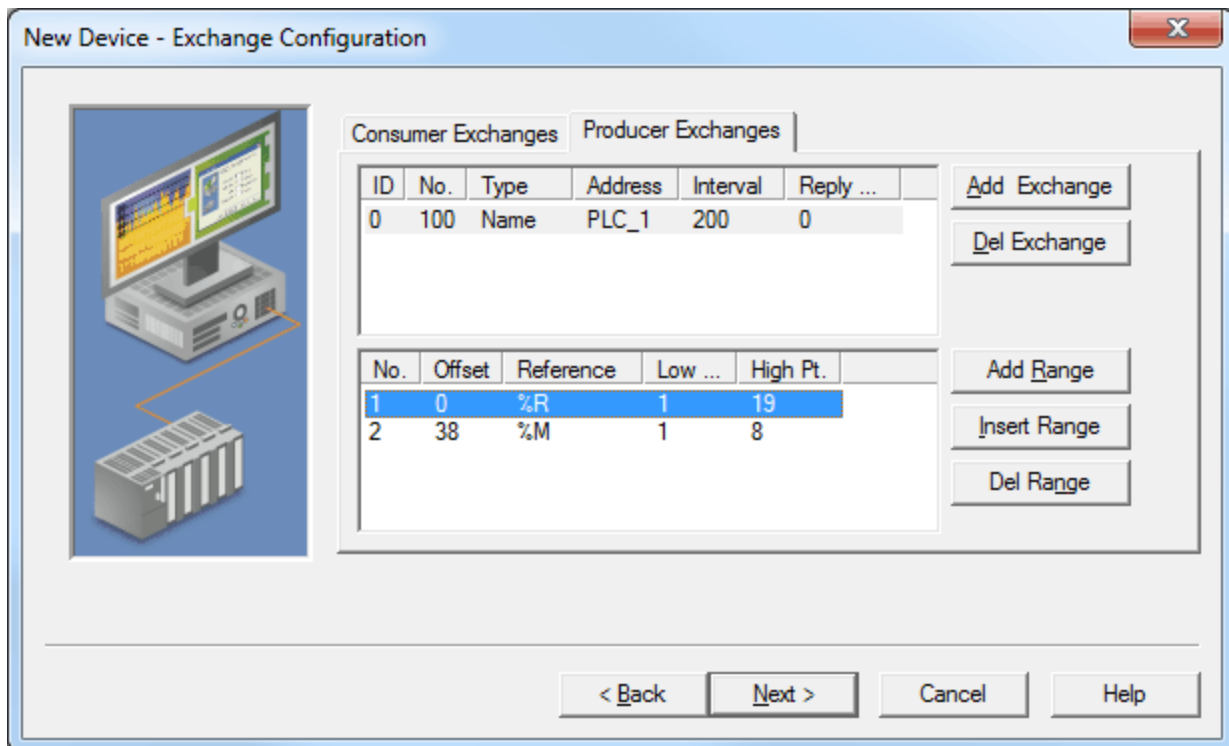 New Device - Exchange Configuration
Consumer Exchanges Producer Exchanges
ID No. Type Address Interval Reply ...
0 100 Name PLC_1 200 0
Add Exchange
Del Exchange
No. Offset Reference Low ... High Pt.
1 0 %R 1 19
2 38 %M 1 8
Add Range
Insert Range
Del Range
< Back Next > Cancel Help